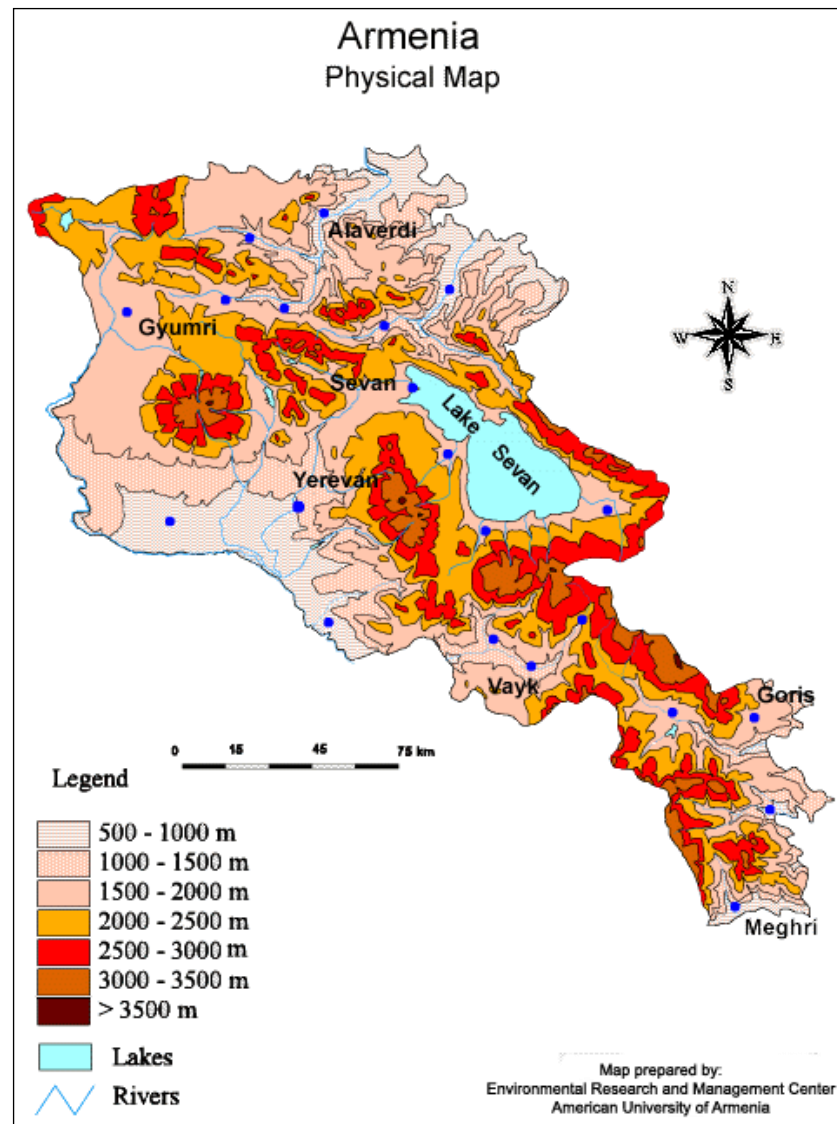 Armenia
Physical Map
Alaverdi
Gyumri
Sevan
Lake
Sevan
Yerevan
Vayk
Goris
Meghri
N
W
E
S
0 15 45 75 km
Legend
500 - 1000 m
1000 - 1500 m
1500 - 2000 m
2000 - 2500 m
2500 - 3000 m
3000 - 3500 m
> 3500 m
Lakes
Rivers
Map prepared by:
Environmental Research and Management Center
American University of Armenia